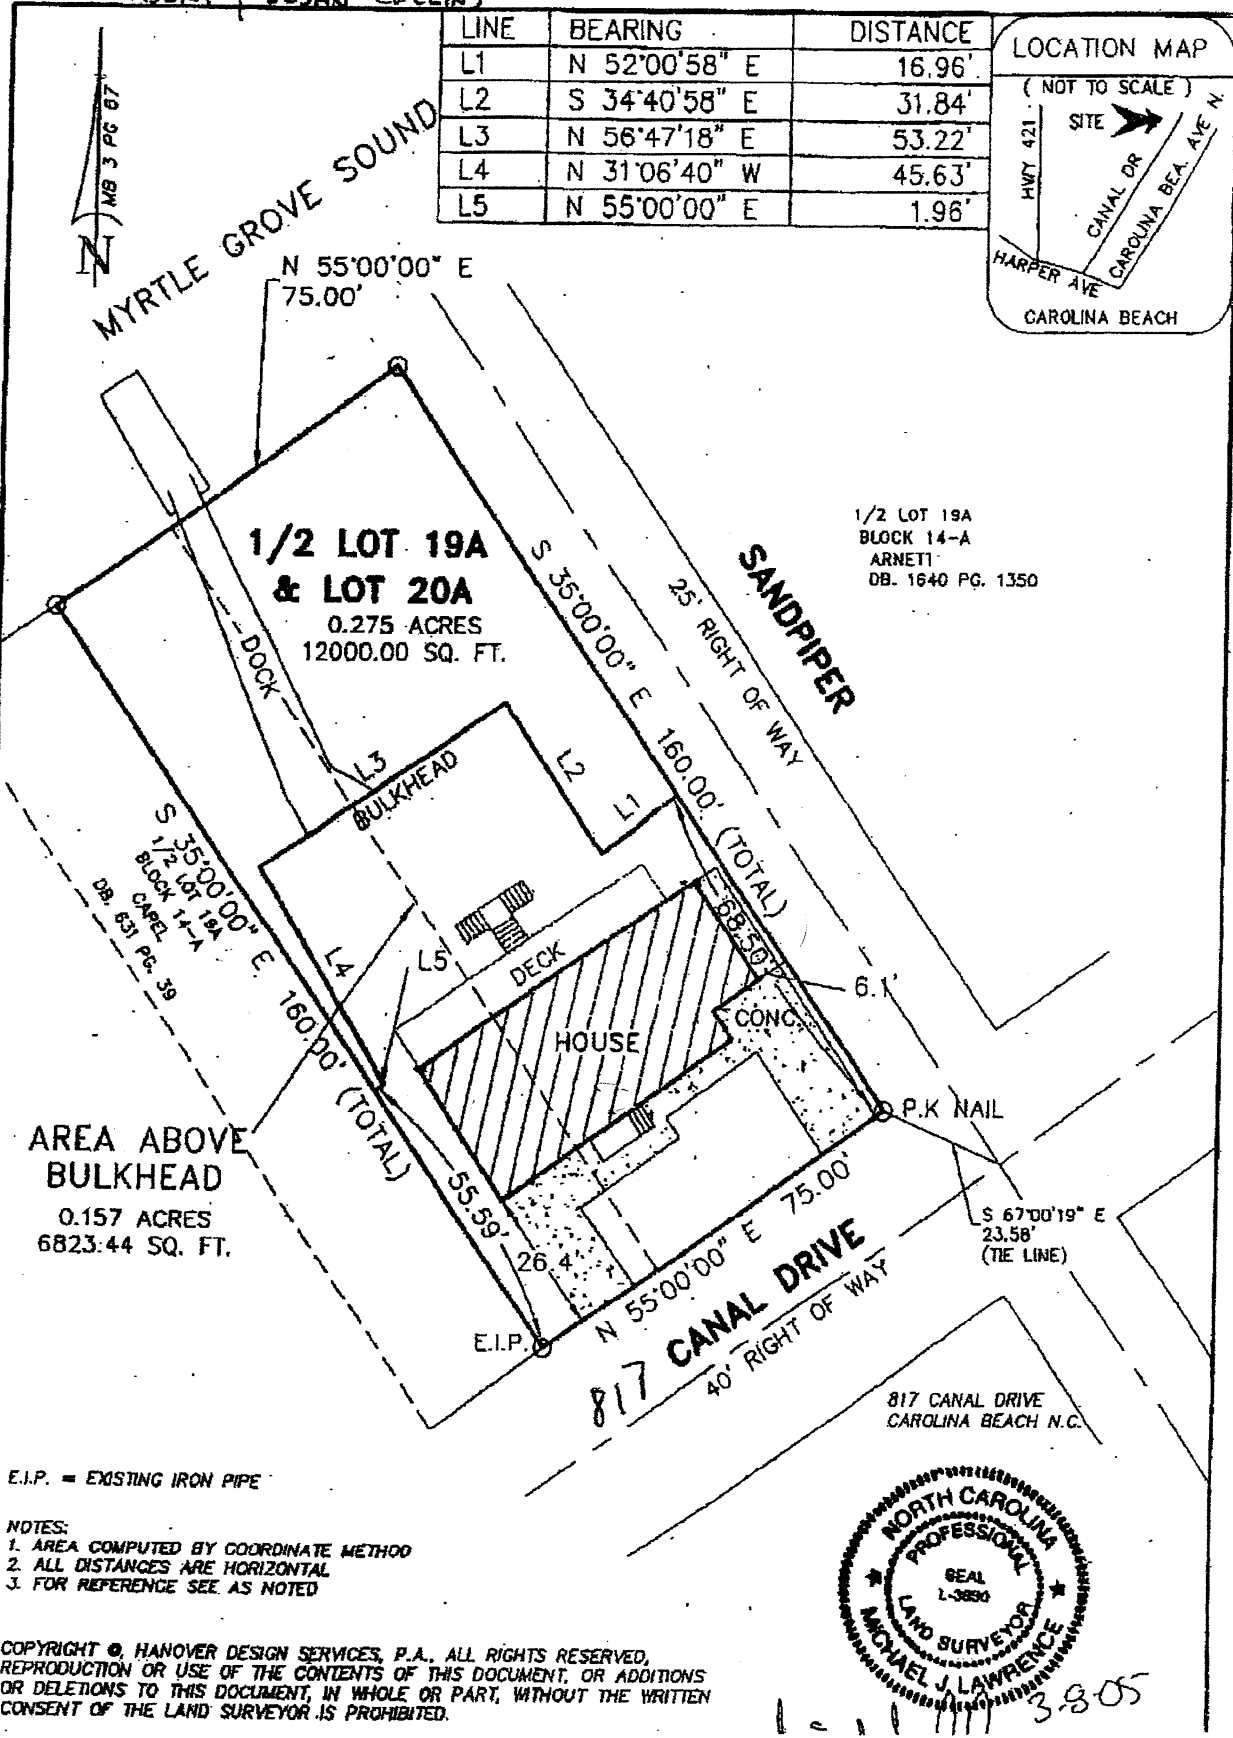 LINE BEARING DISTANCE
L1 N 52°00'58" E 16.96'
L2 S 34°40'58" E 31.84'
L3 N 56°47'18" E 53.22'
L4 N 31°06'40" W 45.63'
L5 N 55°00'00" E 1.96'
LOCATION MAP
( NOT TO SCALE )
SITE
HWY 421
CANAL DR
CAROLINA BEA. AVE N.
HARPER AVE
CAROLINA BEACH
MB 3 PG 67
N
MYRTLE GROVE SOUND
N 55°00'00" E
75.00'
1/2 LOT 19A
& LOT 20A
0.275 ACRES
12000.00 SQ. FT.
S 35°00'00" E 160.00' (TOTAL)
25' RIGHT OF WAY
SANDPIPER
1/2 LOT 19A
BLOCK 14-A
ARNETT
DB. 1640 PG. 1350
DOCK
L3
BULKHEAD
L2
L1
S 35°00'00" E 160.00' (TOTAL)
1/2 LOT 19A
BLOCK 14-A
CAPEL
DB. 631 PG. 39
L4
L5
DECK
HOUSE
CONC.
68.50'
6.1'
P.K NAIL
AREA ABOVE
BULKHEAD
0.157 ACRES
6823.44 SQ. FT.
55.59'
26.4'
E.I.P.
N 55°00'00" E 75.00'
S 67°00'19" E
23.58'
(TIE LINE)
817 CANAL DRIVE
40' RIGHT OF WAY
817 CANAL DRIVE
CAROLINA BEACH N.C.
E.I.P. = EXISTING IRON PIPE
NOTES:
1. AREA COMPUTED BY COORDINATE METHOD
2. ALL DISTANCES ARE HORIZONTAL
3. FOR REFERENCE SEE AS NOTED
NORTH CAROLINA
PROFESSIONAL
SEAL
LAND SURVEYOR
MICHAEL J. LAWRENCE
3-8-05
COPYRIGHT ©, HANOVER DESIGN SERVICES, P.A., ALL RIGHTS RESERVED,
REPRODUCTION OR USE OF THE CONTENTS OF THIS DOCUMENT, OR ADDITIONS
OR DELETIONS TO THIS DOCUMENT, IN WHOLE OR PART, WITHOUT THE WRITTEN
CONSENT OF THE LAND SURVEYOR IS PROHIBITED.